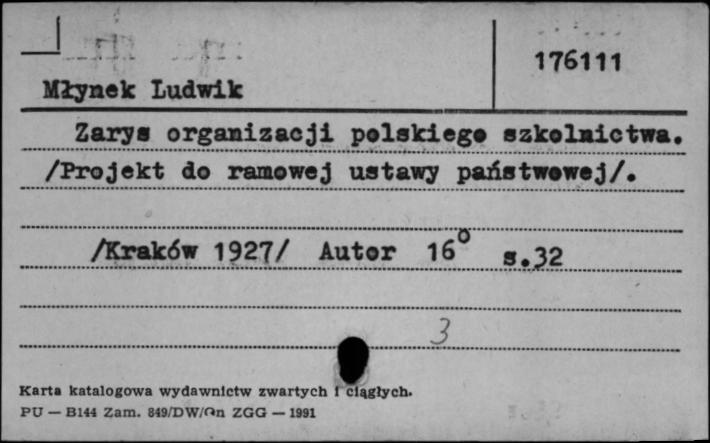 176111
Młynek Ludwik
Zarys organizacji polskiego szkolnictwa.
/Projekt do ramowej ustawy państwowej/.
/Kraków 1927/ Autor 16° s.32
3
Karta katalogowa wydawnictw zwartych i ciągłych.
PU — B144 Zam. 849/DW/On ZGG — 1991